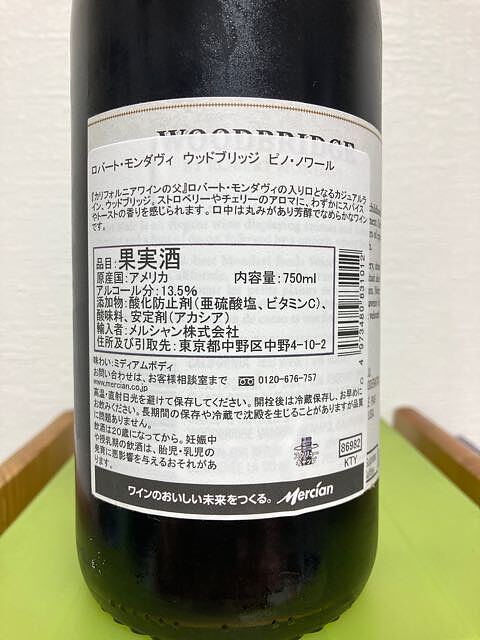 WOODBRIDGE
ロバート・モンダヴィ ウッドブリッジ ピノ・ノワール
『カリフォルニアワインの父』ロバート・モンダヴィの入り口となるカジュアルラ
イン、ウッドブリッジ。ストロベリーやチェリーのアロマに、わずかにスパイス
やトーストの香りを感じられます。口中は丸みがあり芳醇でなめらかなワイン
です。
品目：果実酒
原産国：アメリカ 内容量：750ml
アルコール分：13.5%
添加物：酸化防止剤(亜硫酸塩、ビタミンC)、
酸味料、安定剤(アカシア)
輸入者：メルシャン株式会社
住所及び引取先：東京都中野区中野4-10-2
味わい：ミディアムボディ
お問い合わせは、お客様相談室まで 0120-676-757
www.mercian.co.jp
高温・直射日光を避けて保存してください。開栓後は冷蔵保存し、お早めに
お飲みください。長期間の保存や冷蔵で沈殿を生じることがありますが品質
に問題ありません。
飲酒は20歳になってから。妊娠中
や授乳期の飲酒は、胎児・乳児の
発育に悪影響を与えるおそれがあ
ります。
4 973480 831012
86982
KTY
ワインのおいしい未来をつくる。 Mercian